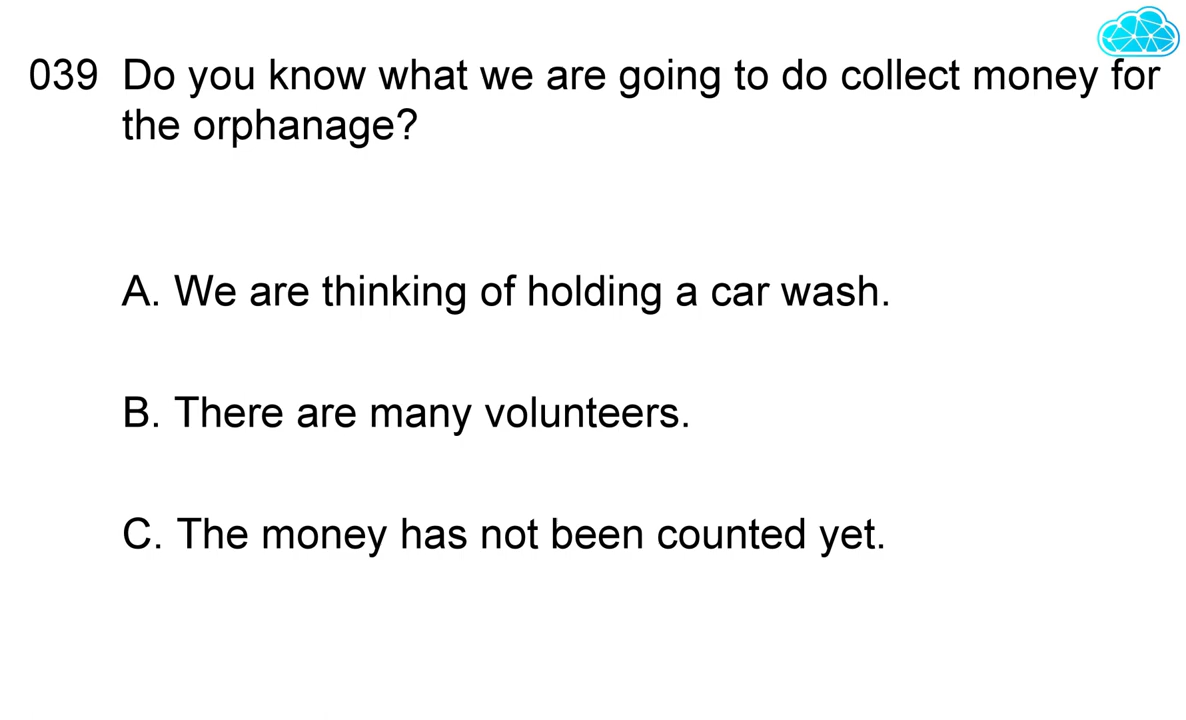 039 Do you know what we are going to do collect money for
the orphanage?
A. We are thinking of holding a car wash.
B. There are many volunteers.
C. The money has not been counted yet.